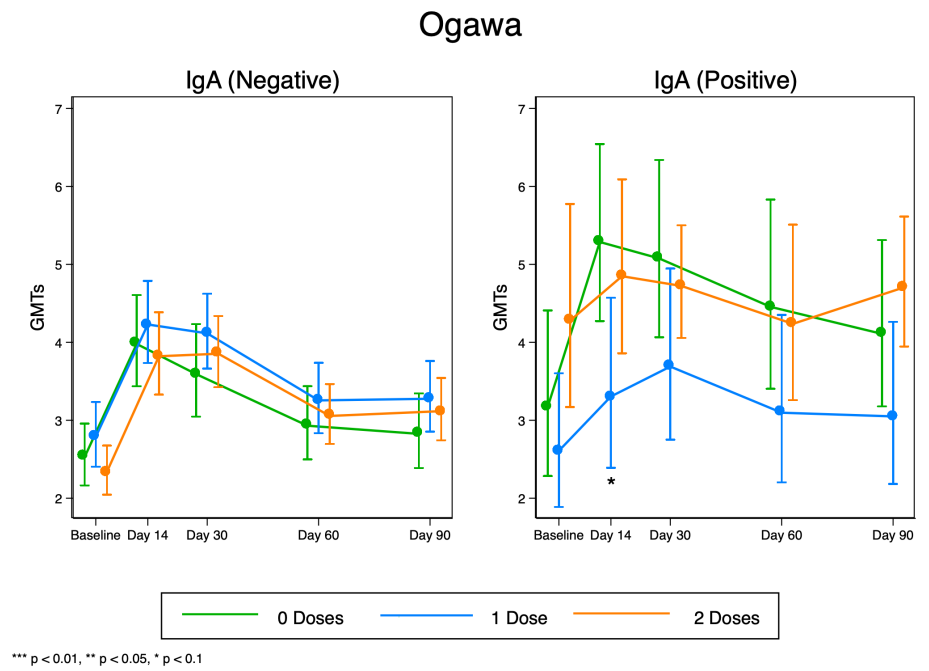 Ogawa
IgA (Negative)
IgA (Positive)
GMTs
7
6
5
4
3
2
Baseline Day 14 Day 30 Day 60 Day 90
GMTs
7
6
5
4
3
2
*
Baseline Day 14 Day 30 Day 60 Day 90
0 Doses 1 Dose 2 Doses
*** p < 0.01, ** p < 0.05, * p < 0.1